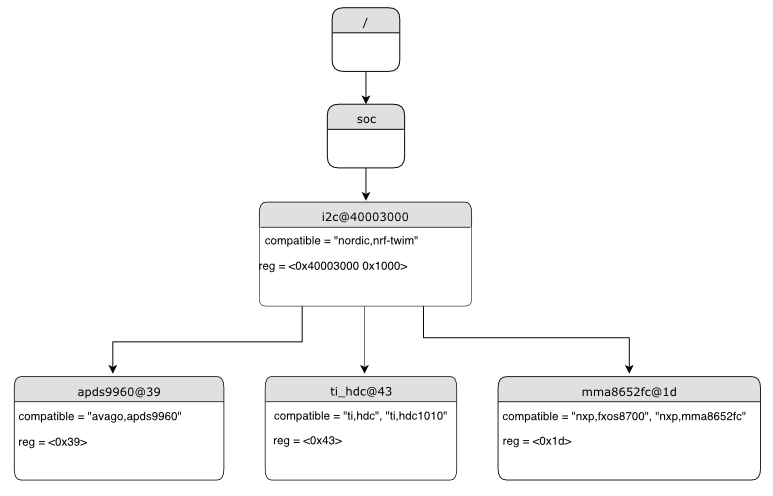 /
soc
i2c@40003000
compatible = "nordic,nrf-twim"
reg = <0x40003000 0x1000>
apds9960@39
compatible = "avago,apds9960"
reg = <0x39>
ti_hdc@43
compatible = "ti,hdc", "ti,hdc1010"
reg = <0x43>
mma8652fc@1d
compatible = "nxp,fxos8700", "nxp,mma8652fc"
reg = <0x1d>